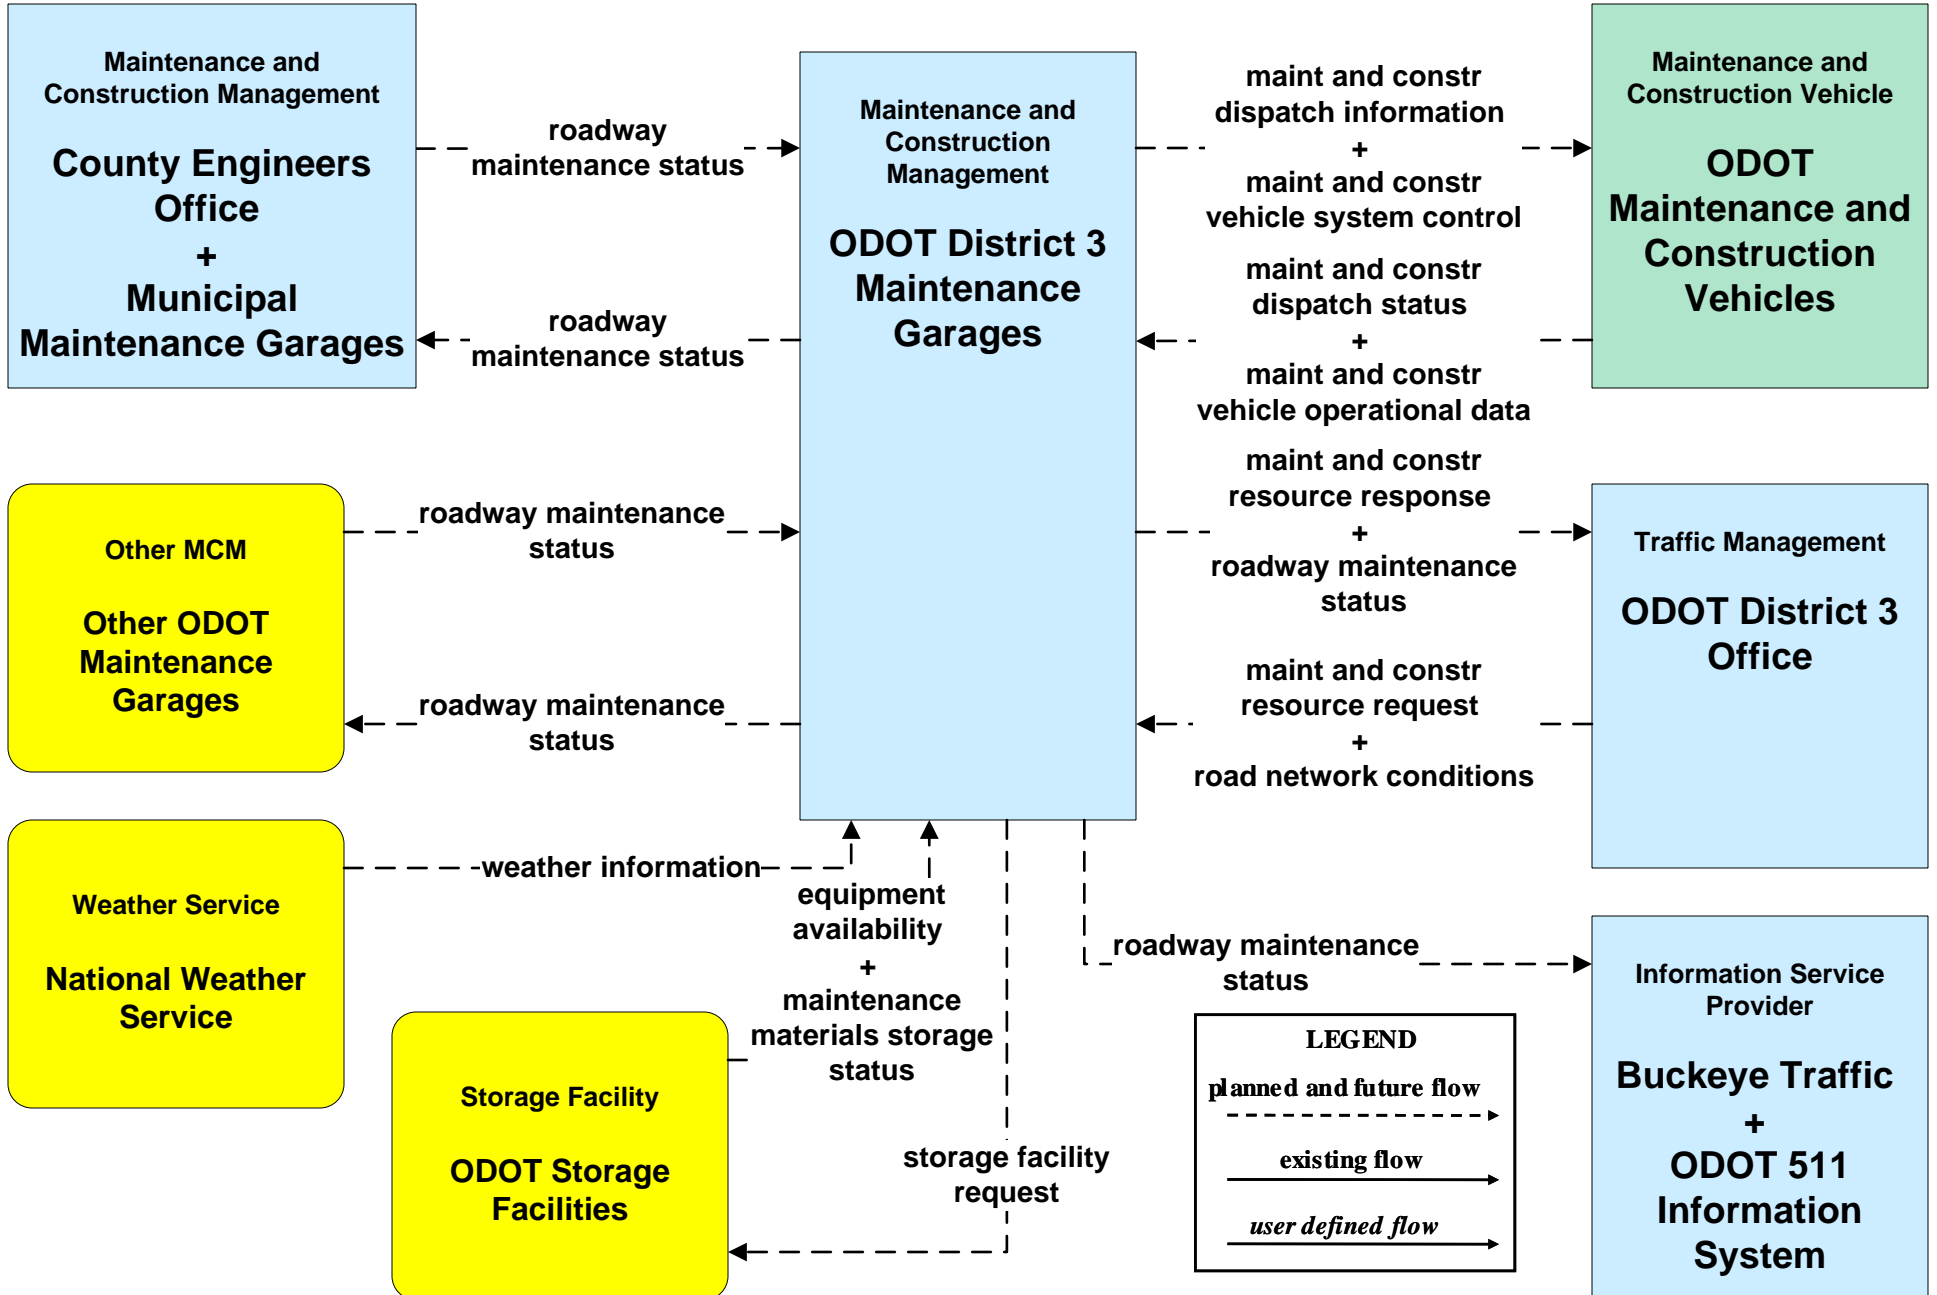 Maintenance and
Construction Management
County Engineers
Office
+
Municipal
Maintenance Garages
roadway
maintenance status
roadway
maintenance status
Maintenance and
Construction
Management
ODOT District 3
Maintenance
Garages
maint and constr
dispatch information
+
maint and constr
vehicle system control
maint and constr
dispatch status
+
maint and constr
vehicle operational data
Maintenance and
Construction Vehicle
ODOT
Maintenance and
Construction
Vehicles
Other MCM
Other ODOT
Maintenance
Garages
roadway maintenance
status
roadway maintenance
status
maint and constr
resource response
+
roadway maintenance
status
maint and constr
resource request
+
road network conditions
Traffic Management
ODOT District 3
Office
Weather Service
National Weather
Service
weather information
equipment
availability
+
maintenance
materials storage
status
Storage Facility
ODOT Storage
Facilities
storage facility
request
roadway maintenance
status
LEGEND
planned and future flow
existing flow
user defined flow
Information Service
Provider
Buckeye Traffic
+
ODOT 511
Information
System